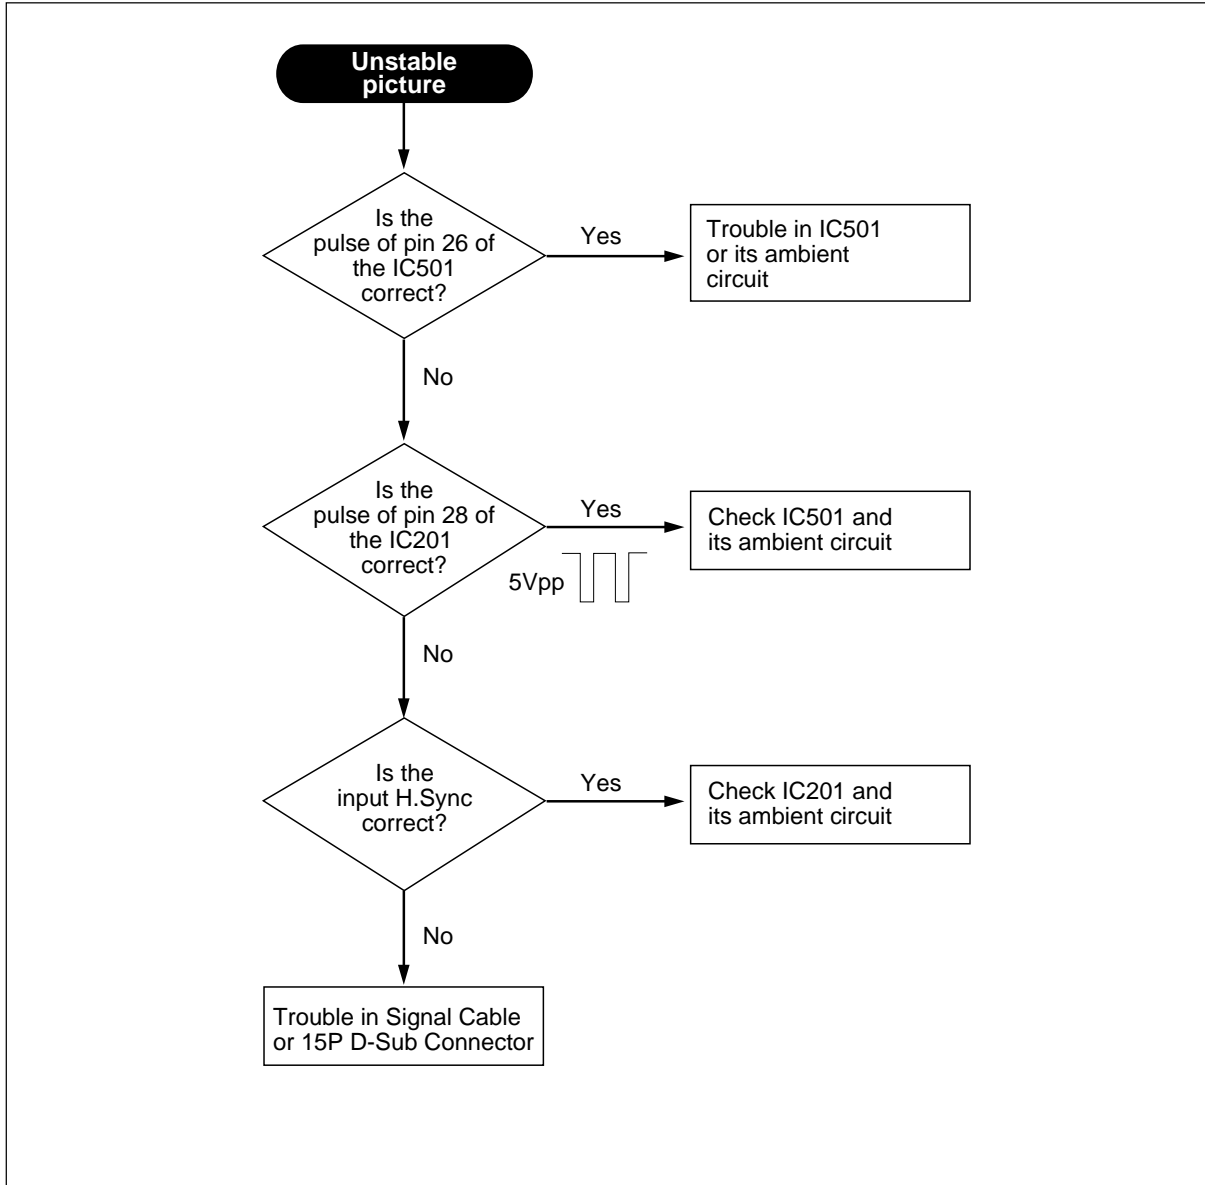 Unstable
picture
Is the
pulse of pin 26 of
the IC501
correct?
Yes
Trouble in IC501
or its ambient
circuit
No
Is the
pulse of pin 28 of
the IC201
correct?
Yes
5Vpp
Check IC501 and
its ambient circuit
No
Is the
input H.Sync
correct?
Yes
Check IC201 and
its ambient circuit
No
Trouble in Signal Cable
or 15P D-Sub Connector